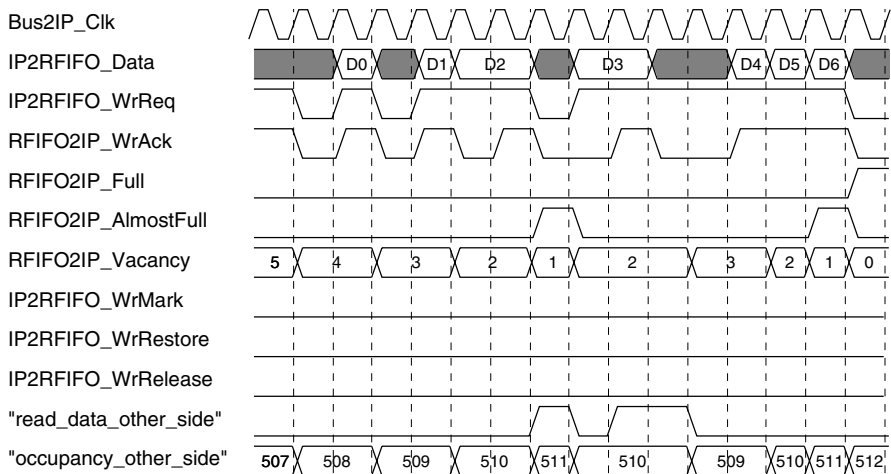 Bus2IP_Clk
IP2RFIFO_Data D0 D1 D2 D3 D4 D5 D6
IP2RFIFO_WrReq
RFIFO2IP_WrAck
RFIFO2IP_Full
RFIFO2IP_AlmostFull
RFIFO2IP_Vacancy 5 4 3 2 1 2 3 2 1 0
IP2RFIFO_WrMark
IP2RFIFO_WrRestore
IP2RFIFO_WrRelease
"read_data_other_side"
"occupancy_other_side" 507 508 509 510 511 510 509 510 511 512